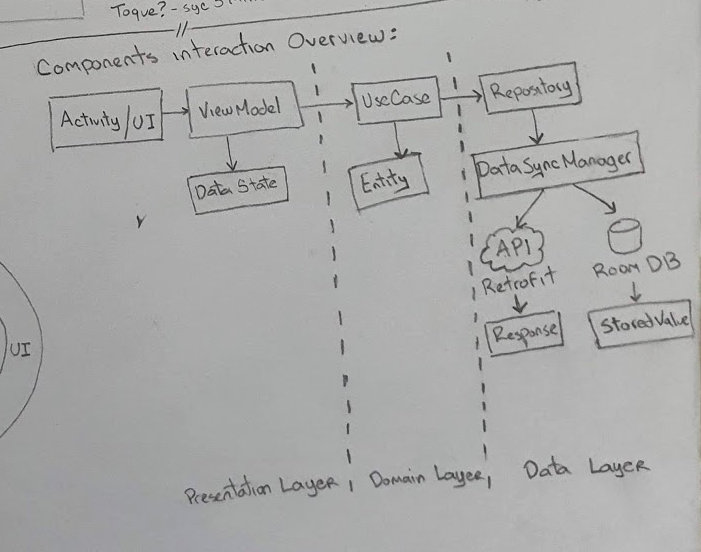 Toque? - syc
Components interaction Overview:
Activity/UI
ViewModel
UseCase
Repository
Data State
Entity
DataSyncManager
API
Retrofit
Room DB
Response
StoredValue
UI
Presentation Layer, Domain Layer, Data Layer